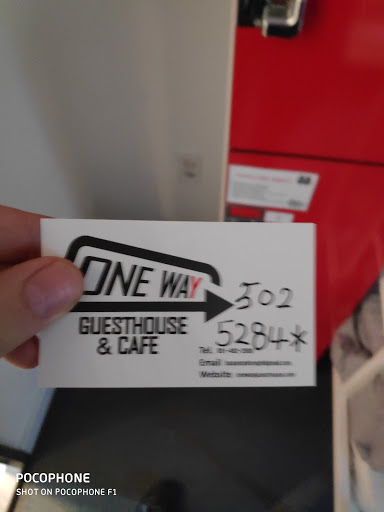 ONE WAY
502
GUESTHOUSE
& CAFE
5284*
Tel.
Email
Website
POCOPHONE
SHOT ON POCOPHONE F1